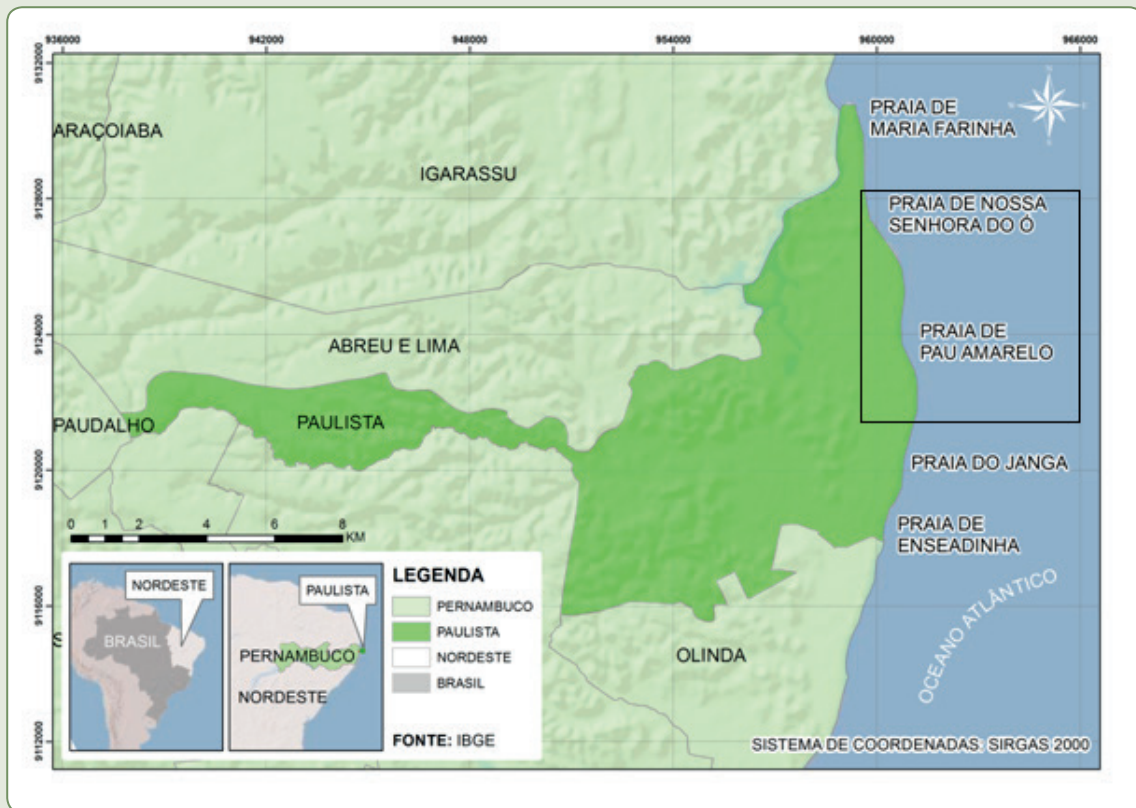 936000
942000
948000
954000
960000
966000
9132000
9128000
9124000
9120000
9116000
9112000
ARAÇOIABA
IGARASSU
PRAIA DE
MARIA FARINHA
PRAIA DE NOSSA
SENHORA DO Ó
PRAIA DE
PAU AMARELO
ABREU E LIMA
PAUDALHO
PAULISTA
PRAIA DO JANGA
PRAIA DE
ENSEADINHA
OLINDA
OCEANO ATLÂNTICO
0 1 2 4 6 8
KM
NORDESTE
BRASIL
PAULISTA
PERNAMBUCO
NORDESTE
LEGENDA
PERNAMBUCO
PAULISTA
NORDESTE
BRASIL
FONTE: IBGE
SISTEMA DE COORDENADAS: SIRGAS 2000